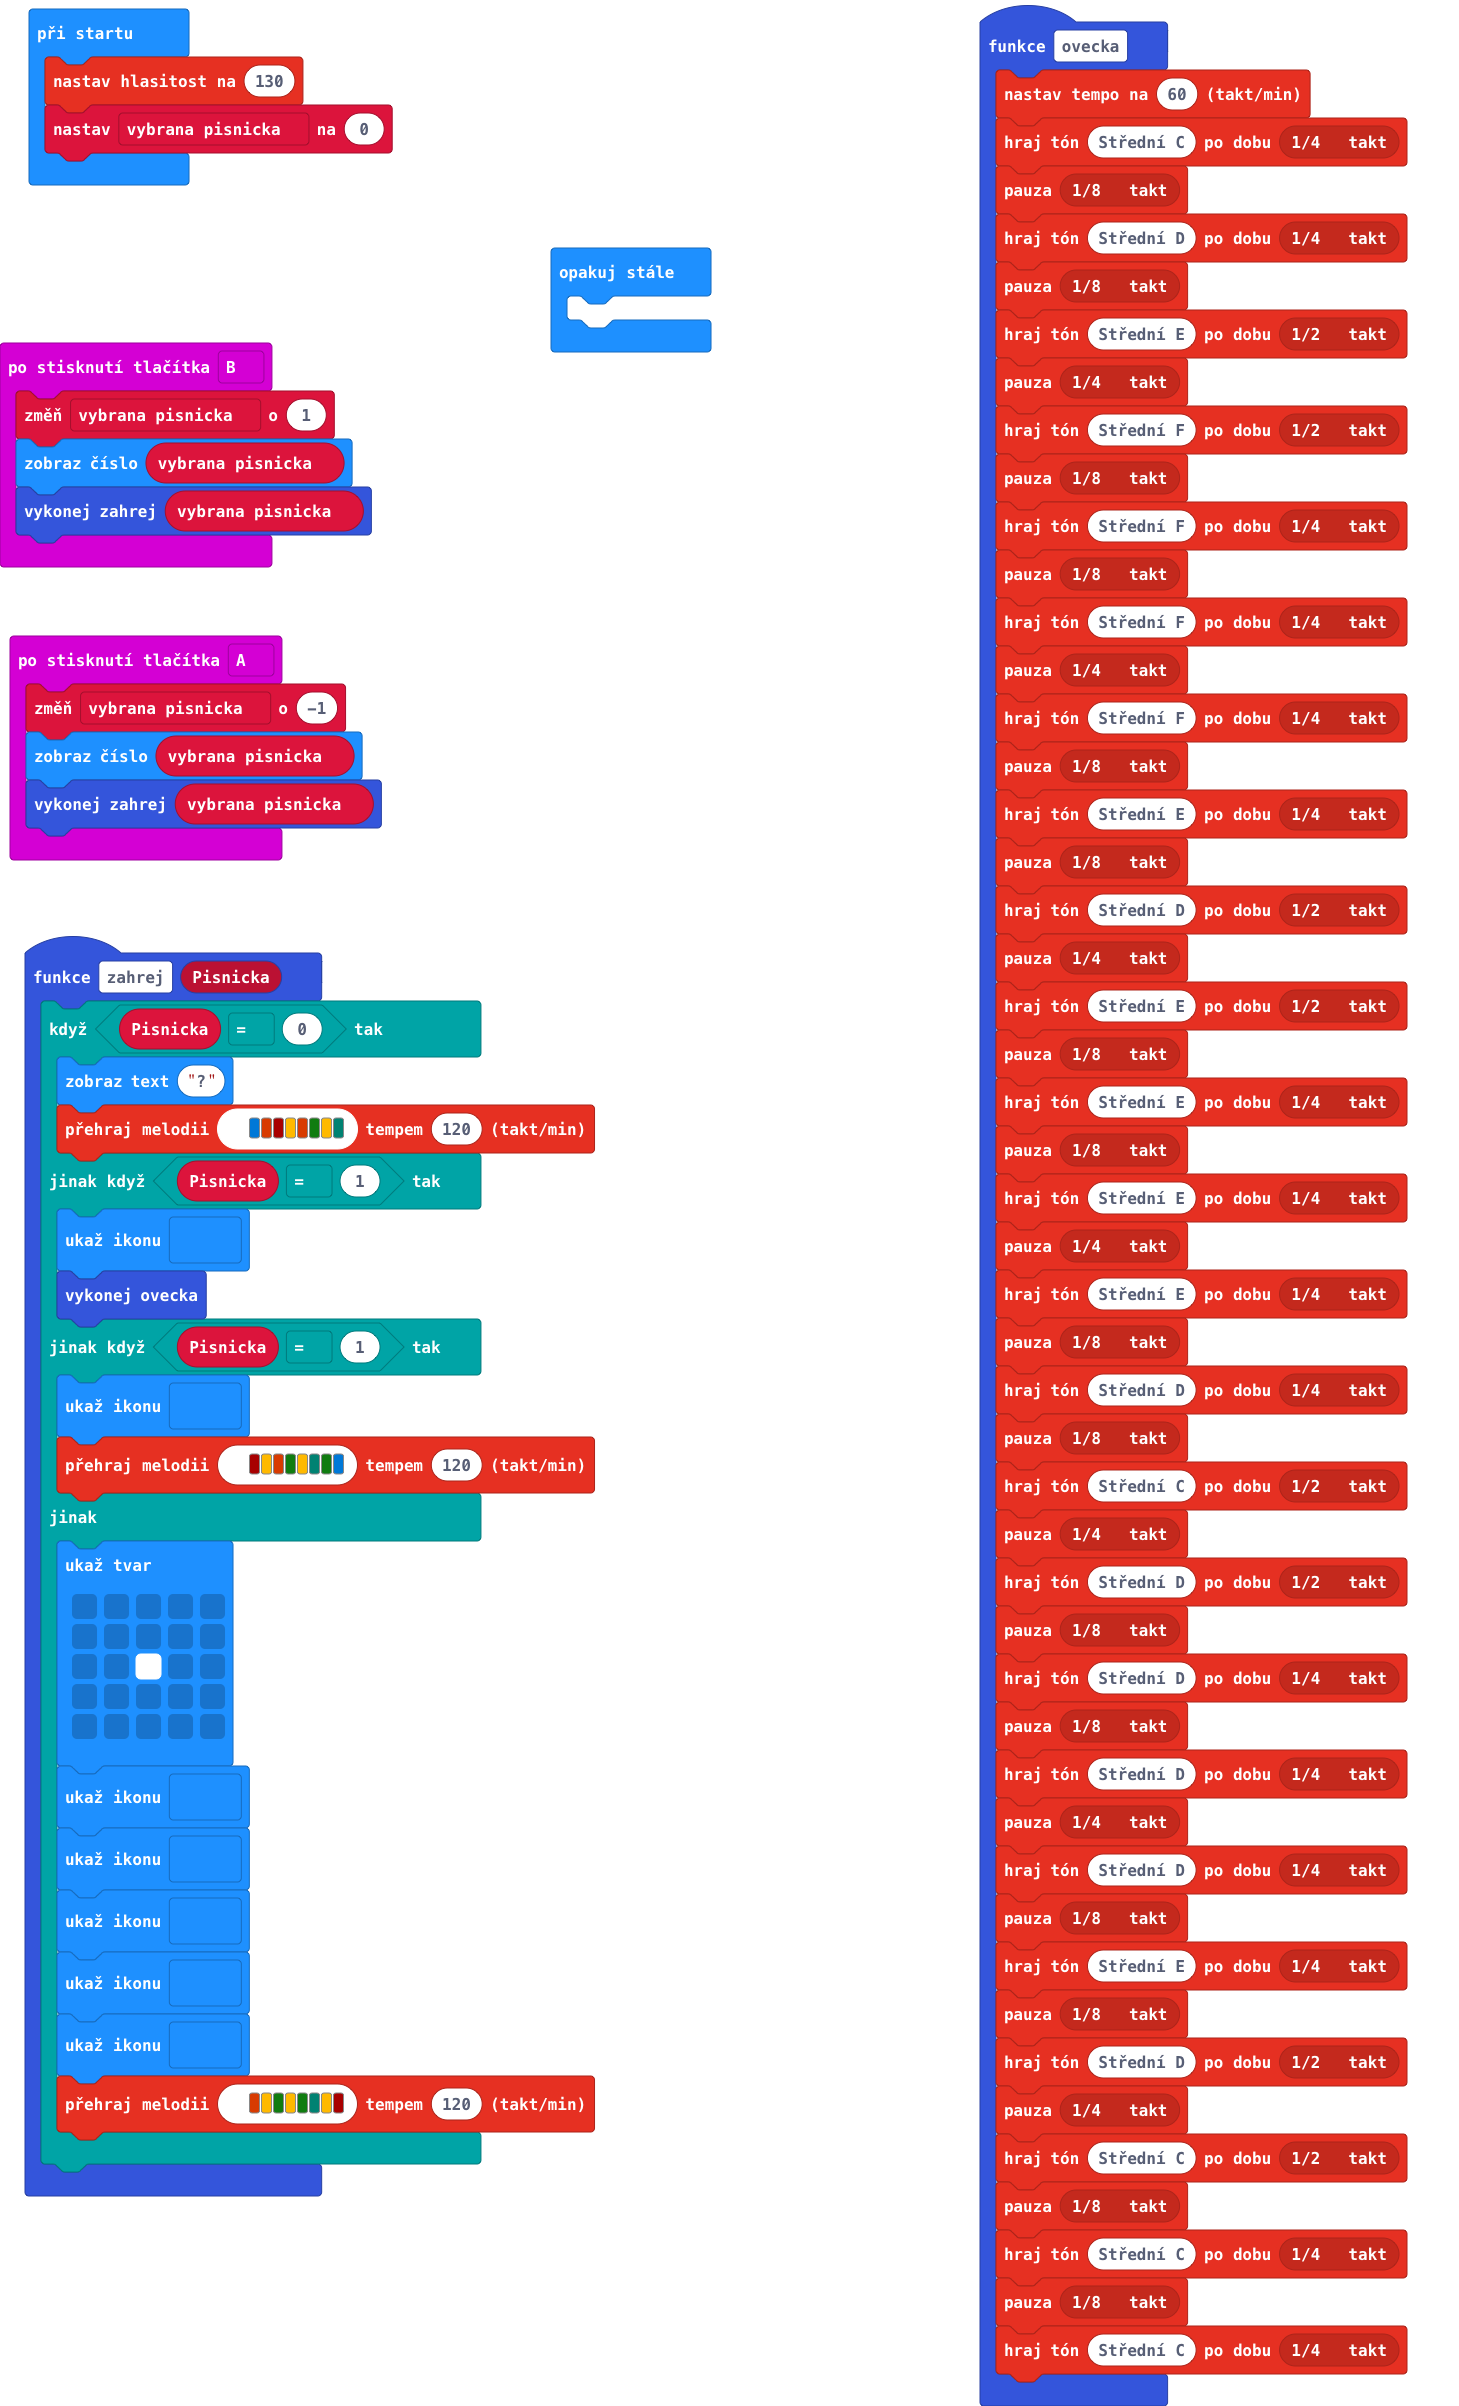 při startu
nastav hlasitost na 130
nastav vybrana pisnicka na 0
opakuj stále
po stisknutí tlačítka B
změň vybrana pisnicka o 1
zobraz číslo vybrana pisnicka
vykonej zahrej vybrana pisnicka
po stisknutí tlačítka A
změň vybrana pisnicka o −1
zobraz číslo vybrana pisnicka
vykonej zahrej vybrana pisnicka
funkce zahrej Pisnicka
když Pisnicka = 0 tak
zobraz text "?"
přehraj melodii tempem 120 (takt/min)
jinak když Pisnicka = 1 tak
ukaž ikonu
vykonej ovecka
jinak když Pisnicka = 1 tak
ukaž ikonu
přehraj melodii tempem 120 (takt/min)
jinak
ukaž tvar
ukaž ikonu
ukaž ikonu
ukaž ikonu
ukaž ikonu
ukaž ikonu
přehraj melodii tempem 120 (takt/min)
funkce ovecka
nastav tempo na 60 (takt/min)
hraj tón Střední C po dobu 1/4 takt
pauza 1/8 takt
hraj tón Střední D po dobu 1/4 takt
pauza 1/8 takt
hraj tón Střední E po dobu 1/2 takt
pauza 1/4 takt
hraj tón Střední F po dobu 1/2 takt
pauza 1/8 takt
hraj tón Střední F po dobu 1/4 takt
pauza 1/8 takt
hraj tón Střední F po dobu 1/4 takt
pauza 1/4 takt
hraj tón Střední F po dobu 1/4 takt
pauza 1/8 takt
hraj tón Střední E po dobu 1/4 takt
pauza 1/8 takt
hraj tón Střední D po dobu 1/2 takt
pauza 1/4 takt
hraj tón Střední E po dobu 1/2 takt
pauza 1/8 takt
hraj tón Střední E po dobu 1/4 takt
pauza 1/8 takt
hraj tón Střední E po dobu 1/4 takt
pauza 1/4 takt
hraj tón Střední E po dobu 1/4 takt
pauza 1/8 takt
hraj tón Střední D po dobu 1/4 takt
pauza 1/8 takt
hraj tón Střední C po dobu 1/2 takt
pauza 1/4 takt
hraj tón Střední D po dobu 1/2 takt
pauza 1/8 takt
hraj tón Střední D po dobu 1/4 takt
pauza 1/8 takt
hraj tón Střední D po dobu 1/4 takt
pauza 1/4 takt
hraj tón Střední D po dobu 1/4 takt
pauza 1/8 takt
hraj tón Střední E po dobu 1/4 takt
pauza 1/8 takt
hraj tón Střední D po dobu 1/2 takt
pauza 1/4 takt
hraj tón Střední C po dobu 1/2 takt
pauza 1/8 takt
hraj tón Střední C po dobu 1/4 takt
pauza 1/8 takt
hraj tón Střední C po dobu 1/4 takt